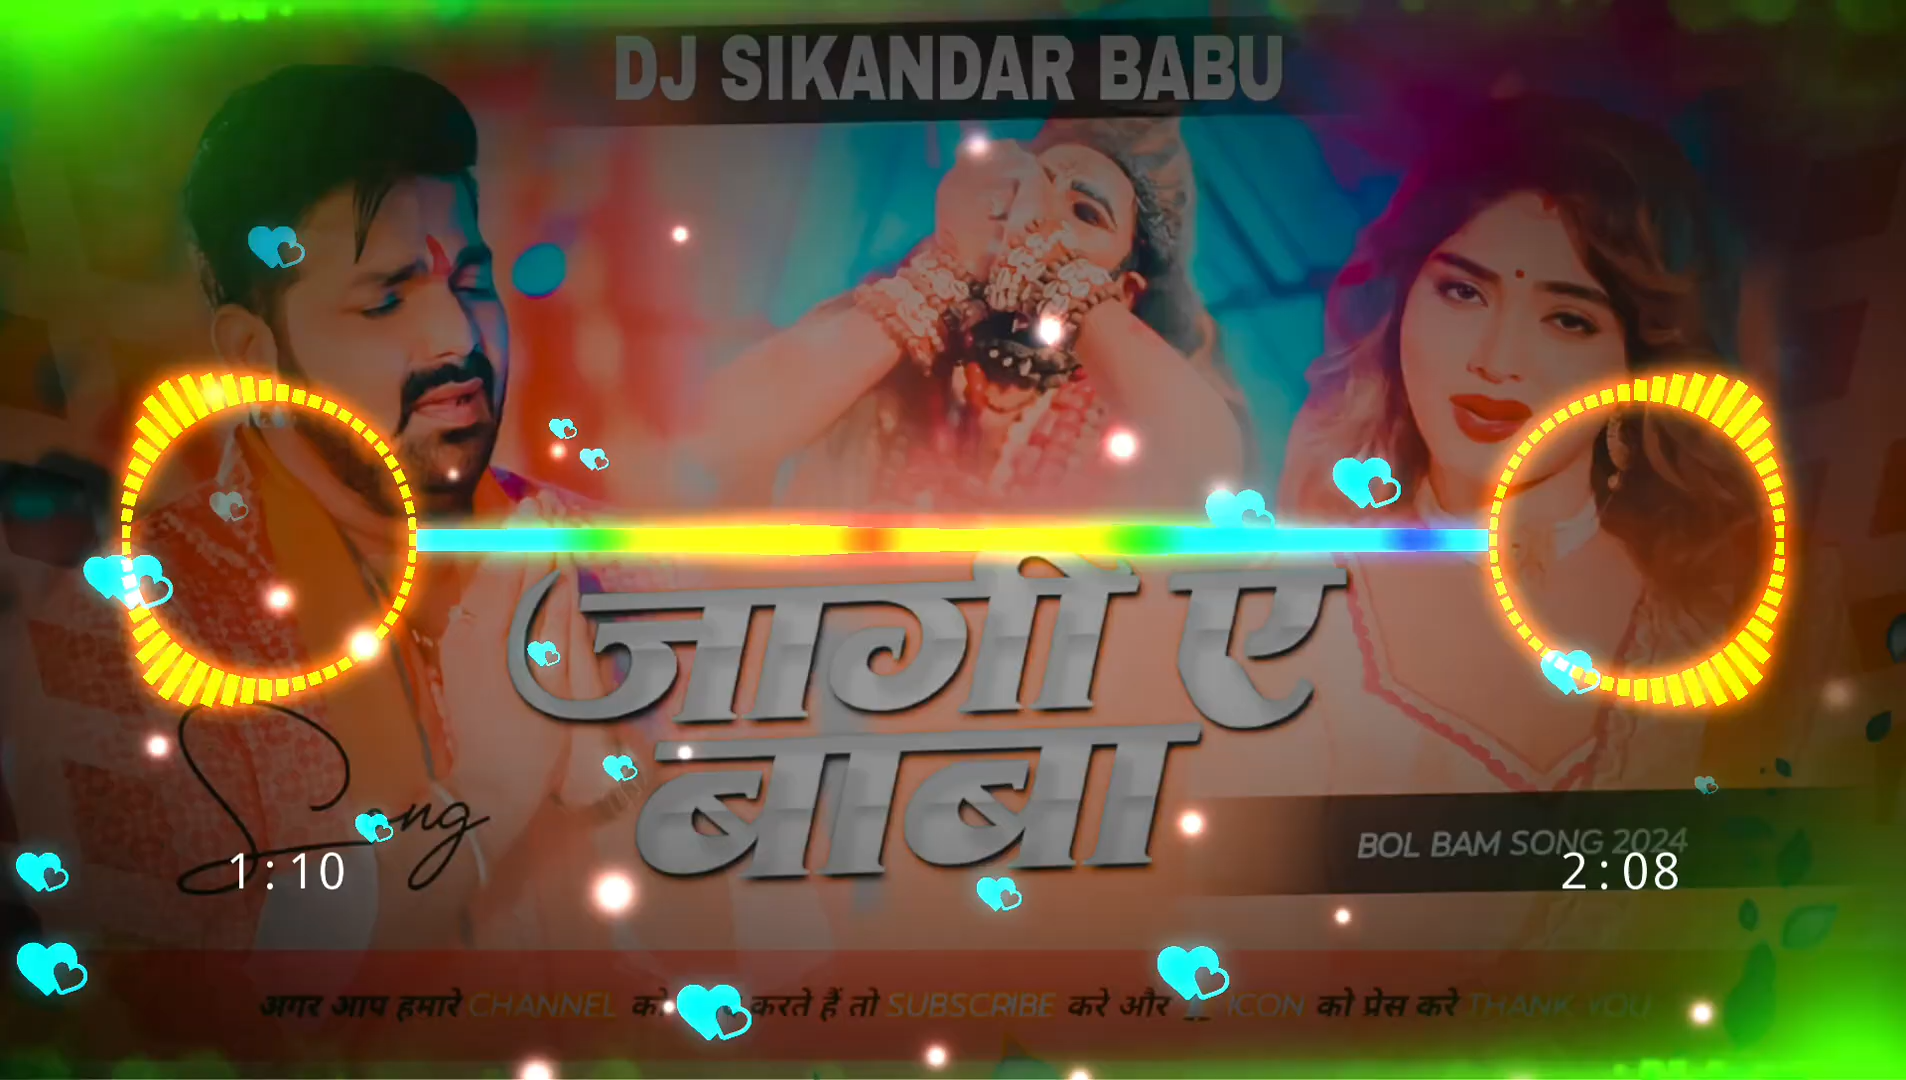 DJ SIKANDAR BABU
जागी ए
बाबा
Song
BOL BAM SONG 2024
1:10
2:08
अगर आप हमारे CHANNEL को करते हैं तो SUBSCRIBE करे और ICON को प्रेस करे THANK YOU